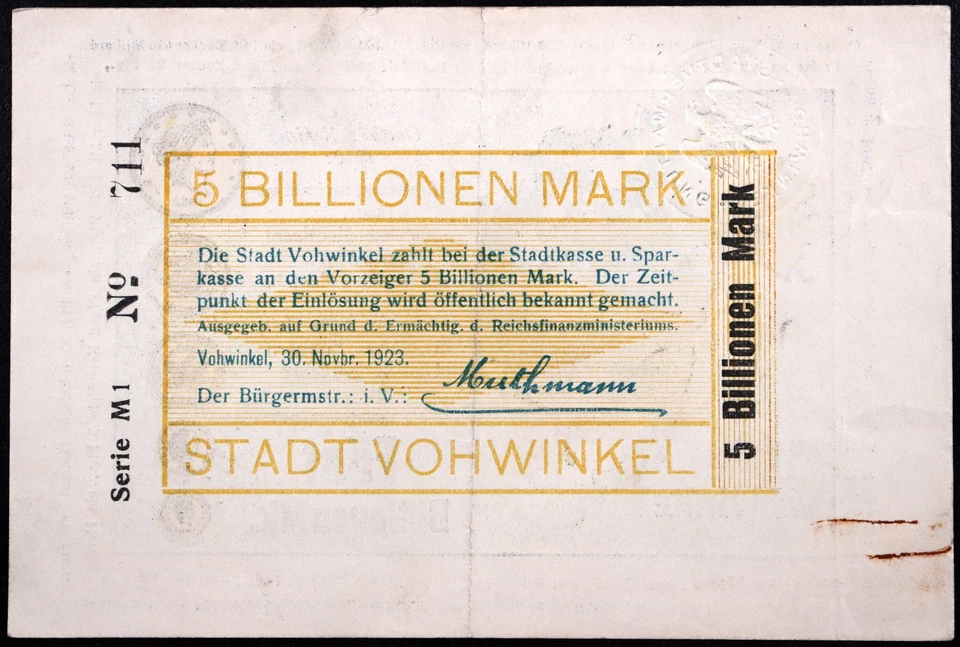 5 BILLIONEN MARK
Die Stadt Vohwinkel zahlt bei der Stadtkasse u. Spar-
kasse an den Vorzeiger 5 Billionen Mark. Der Zeit-
punkt der Einlösung wird öffentlich bekannt gemacht.
Ausgegeb. auf Grund d. Ermächtig. d. Reichsfinanzministeriums.
Vohwinkel, 30. Novbr. 1923.
Der Bürgermstr.: i. V.: Muthmann
STADT VOHWINKEL
5 Billionen Mark
Serie M1 No 711